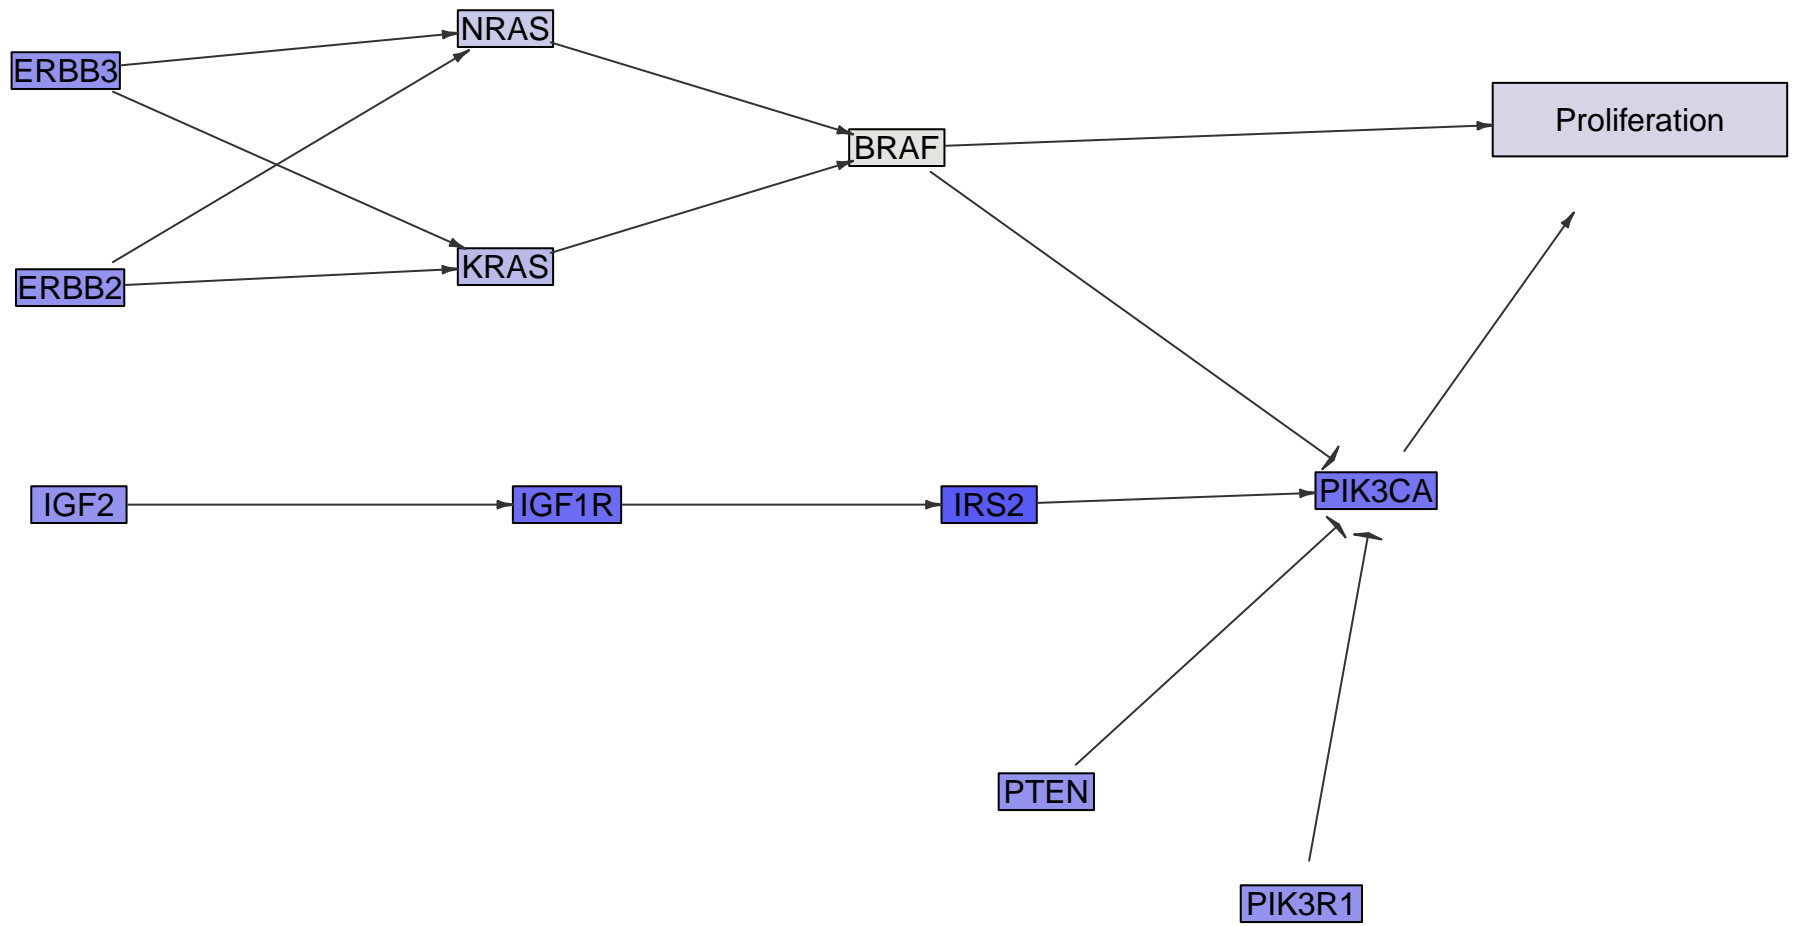 NRAS
ERBB3
Proliferation
BRAF
KRAS
ERBB2
PIK3CA
IGF2
IGF1R
IRS2
PTEN
PIK3R1